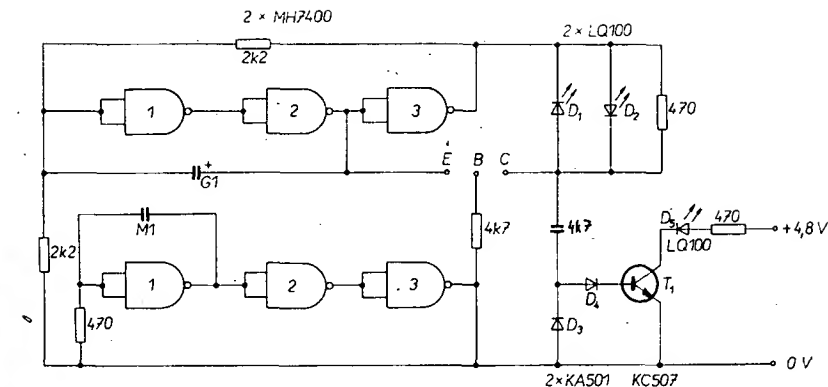 2 × MH7400
2 × LQ100
2k2
1
2
3
D1
D2
470
E
B
C
+
G1
M1
4k7
4k7
D5
LQ100
470
+4,8 V
2k2
1
2
3
T1
D4
470
D3
0 V
2×KA501
KC507